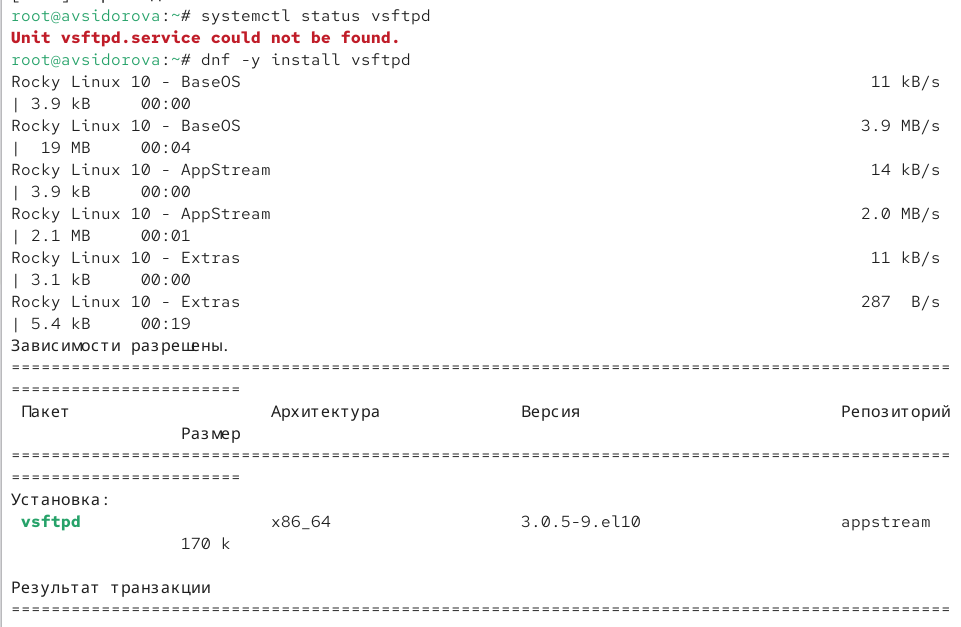 root@avsidorova:~# systemctl status vsftpd
Unit vsftpd.service could not be found.
root@avsidorova:~# dnf -y install vsftpd
Rocky Linux 10 - BaseOS                                                               11 kB/s
| 3.9 kB     00:00
Rocky Linux 10 - BaseOS                                                              3.9 MB/s
|  19 MB     00:04
Rocky Linux 10 - AppStream                                                            14 kB/s
| 3.9 kB     00:00
Rocky Linux 10 - AppStream                                                           2.0 MB/s
| 2.1 MB     00:01
Rocky Linux 10 - Extras                                                               11 kB/s
| 3.1 kB     00:00
Rocky Linux 10 - Extras                                                              287  B/s
| 5.4 kB     00:19
Зависимости разрешены.
==============================================================================================
=======================
 Пакет                    Архитектура              Версия                          Репозиторий
                 Размер
==============================================================================================
=======================
Установка:
 vsftpd                   x86_64                   3.0.5-9.el10                    appstream
                 170 k
Результат транзакции
==============================================================================================